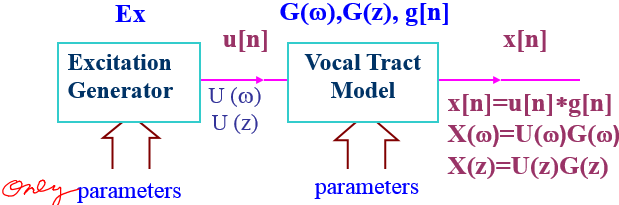 Ex
G(ω),G(z), g[n]
u[n]
x[n]
Excitation
Generator
Vocal Tract
Model
U (ω)
U (z)
x[n]=u[n]*g[n]
X(ω)=U(ω)G(ω)
X(z)=U(z)G(z)
Only parameters
parameters